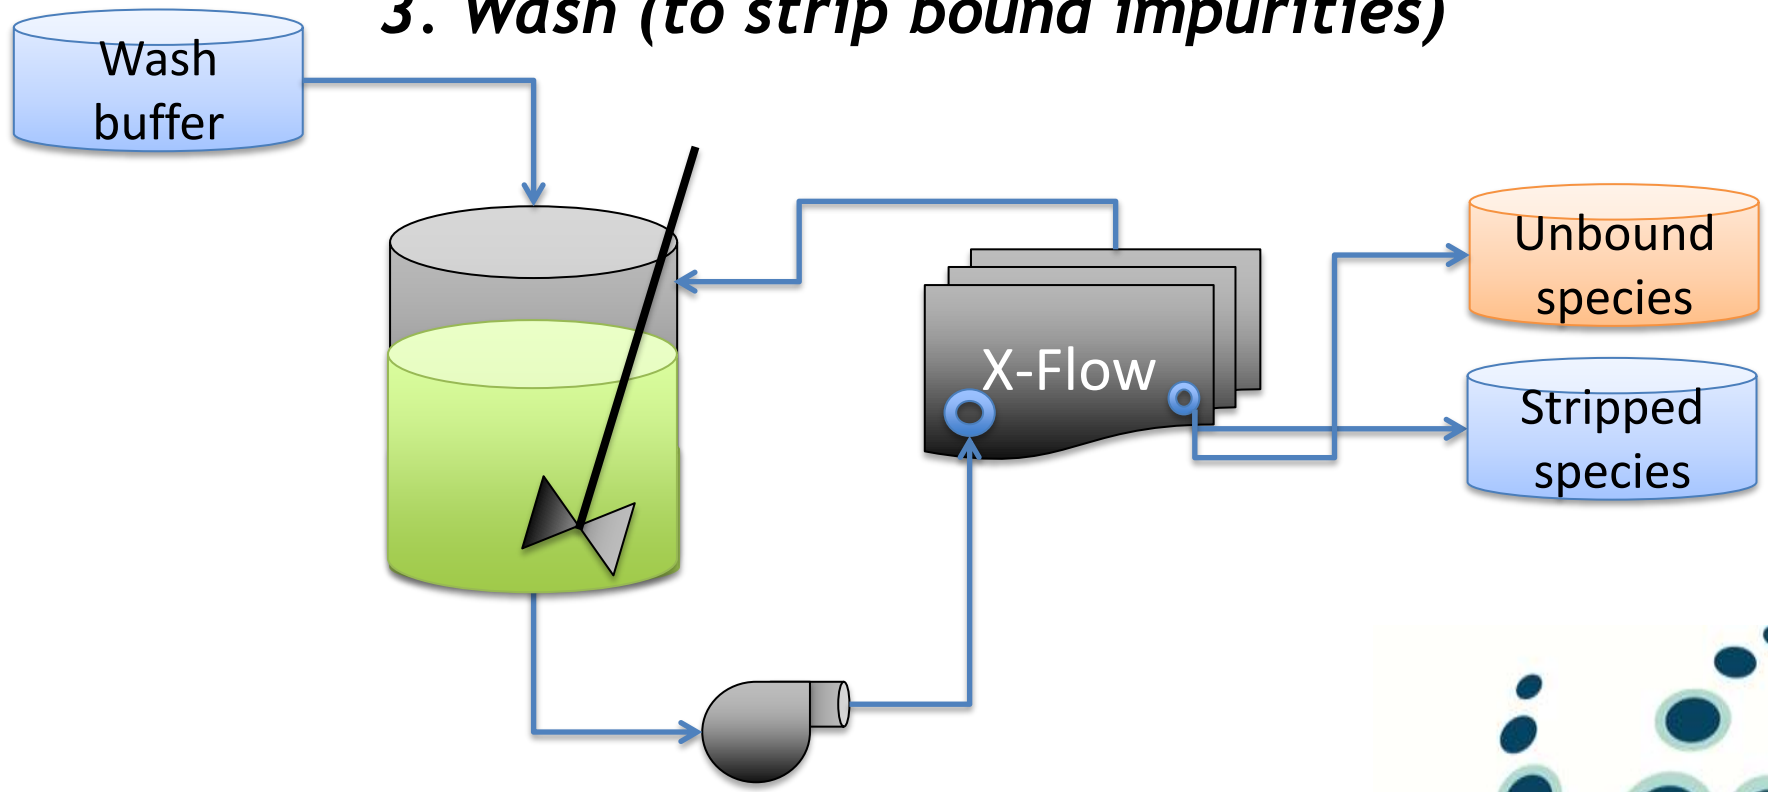 3. Wash (to strip bound impurities)
Wash
buffer
Unbound
species
X-Flow
Stripped
species